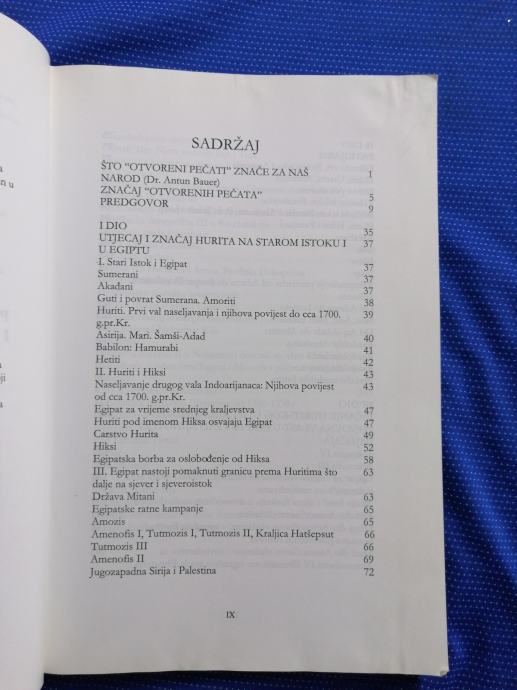 SADRŽAJ
ŠTO "OTVORENI PEČATI" ZNAČE ZA NAŠ 1
NAROD (Dr. Antun Bauer)
ZNAČAJ "OTVORENIH PEČATA" 5
PREDGOVOR 9
I DIO 35
UTJECAJ I ZNAČAJ HURITA NA STAROM ISTOKU I 37
U EGIPTU
I. Stari Istok i Egipat 37
Sumerani 37
Akađani 37
Guti i povrat Sumerana. Amoriti 38
Huriti. Prvi val naseljavanja i njihova povijest do cca 1700. 39
g.pr.Kr.
Asirija. Mari. Šamši-Adad 40
Babilon: Hamurabi 41
Hetiti 42
II. Huriti i Hiksi 43
Naseljavanje drugog vala Indoarijanaca: Njihova povijest 43
od cca 1700. g.pr.Kr.
Egipat za vrijeme srednjeg kraljevstva 47
Huriti pod imenom Hiksa osvajaju Egipat 47
Carstvo Hurita 49
Hiksi 52
Egipatska borba za oslobođenje od Hiksa 58
III. Egipat nastoji pomaknuti granicu prema Huritima što 63
dalje na sjever i sjeveroistok
Država Mitani 63
Egipatske ratne kampanje 65
Amozis 65
Amenofis I, Tutmozis I, Tutmozis II, Kraljica Hatšepsut 66
Tutmozis III 66
Amenofis II 69
Jugozapadna Sirija i Palestina 72
IX